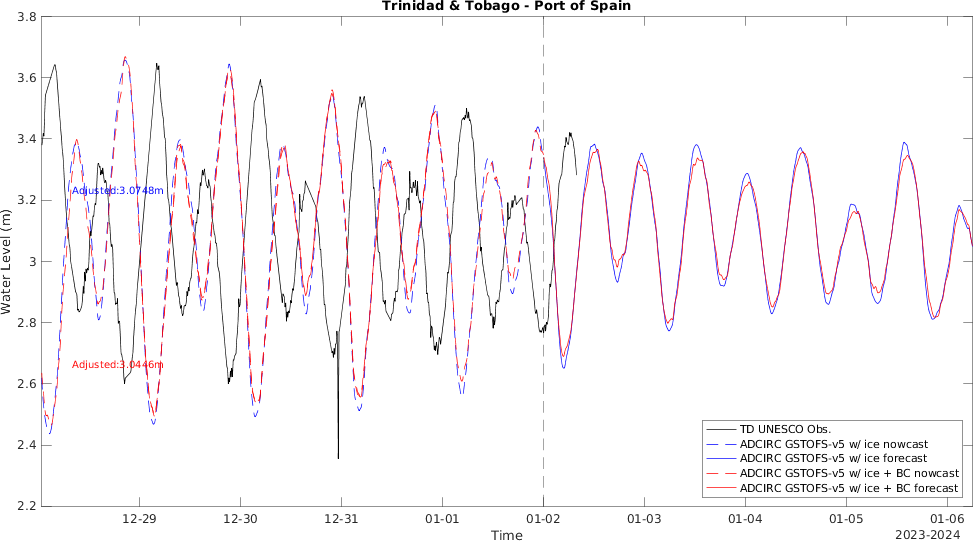 Trinidad & Tobago - Port of Spain
3.8
3.6
3.4
3.2
3
2.8
2.6
2.4
2.2
Water Level (m)
Adjusted:3.0748m
Adjusted:3.0446m
TD UNESCO Obs.
ADCIRC GSTOFS-v5 w/ ice nowcast
ADCIRC GSTOFS-v5 w/ ice forecast
ADCIRC GSTOFS-v5 w/ ice + BC nowcast
ADCIRC GSTOFS-v5 w/ ice + BC forecast
12-29 12-30 12-31 01-01 01-02 01-03 01-04 01-05 01-06
Time
2023-2024